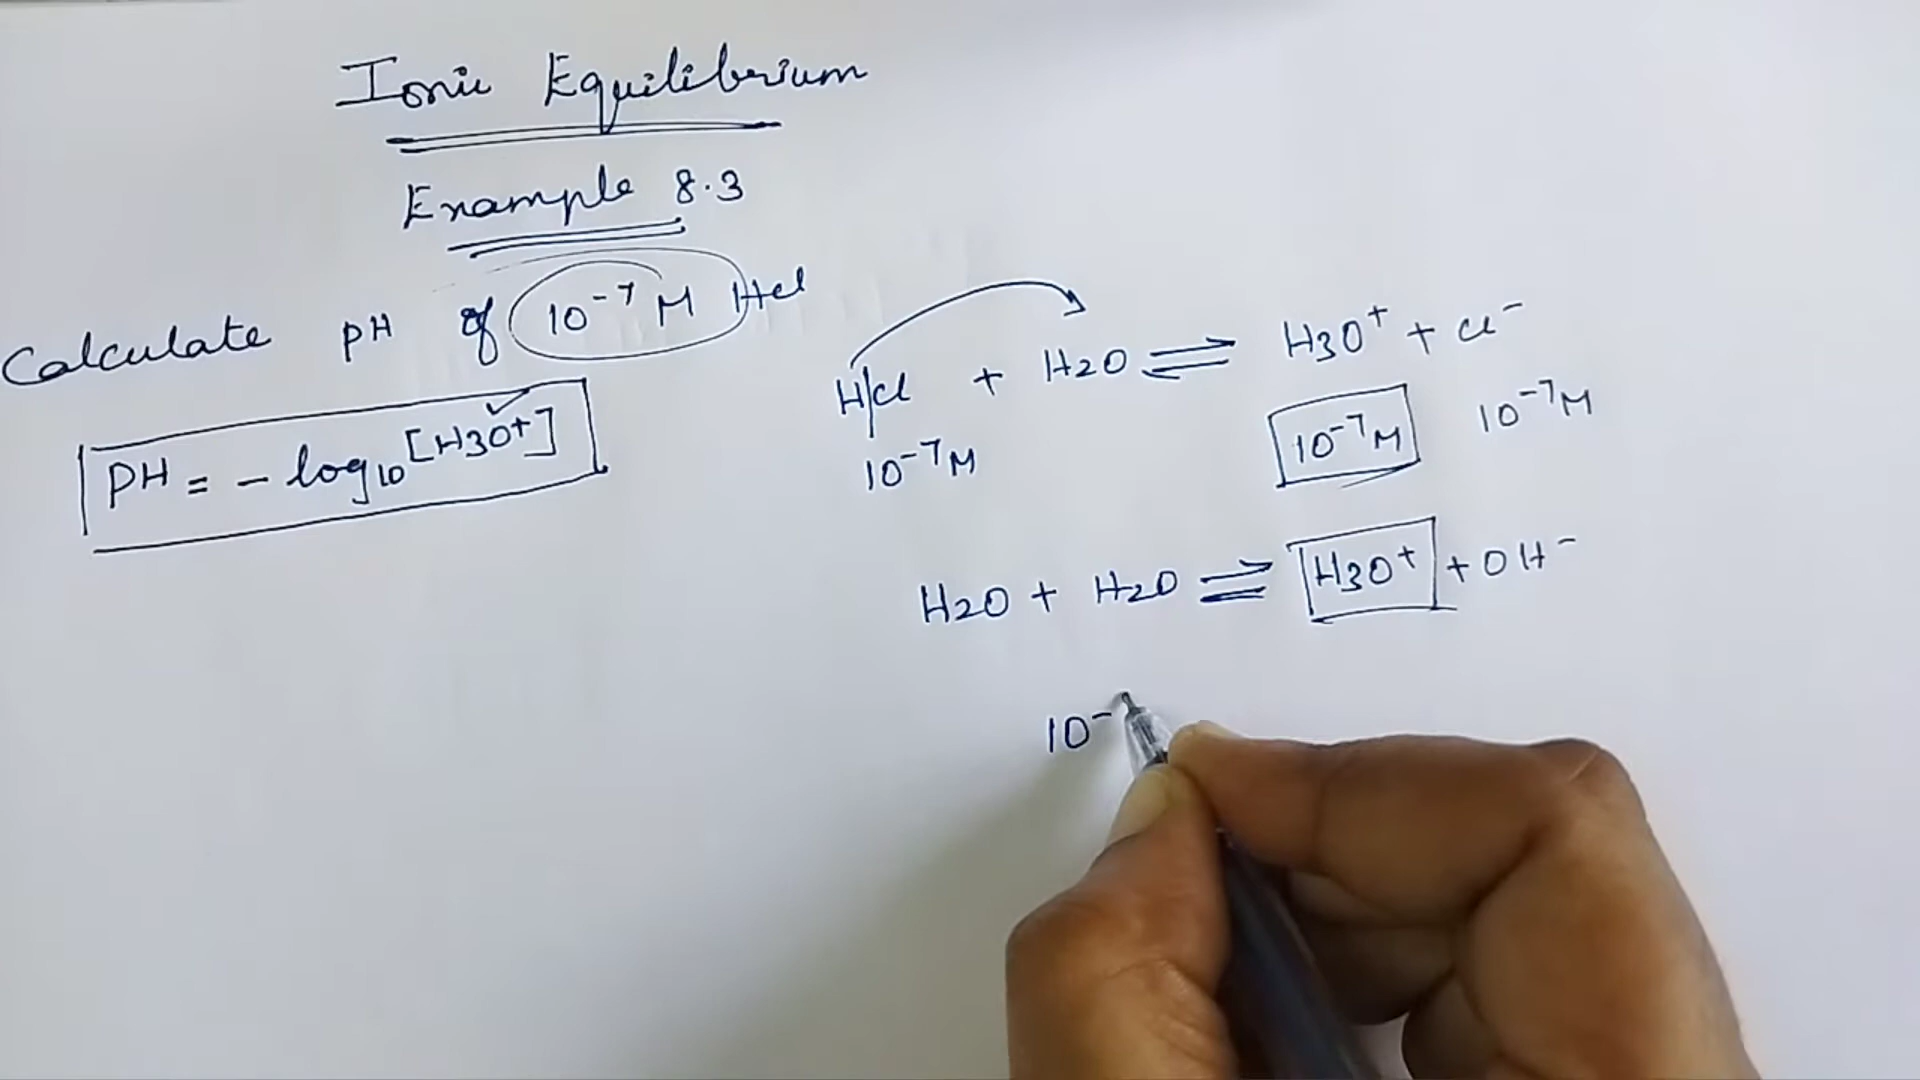 Ionic Equilibrium
Example 8.3
Calculate pH of 10⁻⁷ M HCl
PH = - log₁₀ [H3O⁺]
HCl + H2O ⇌ H3O⁺ + Cl⁻
10⁻⁷M 10⁻⁷M 10⁻⁷M
H2O + H2O ⇌ H3O⁺ + OH⁻
10⁻